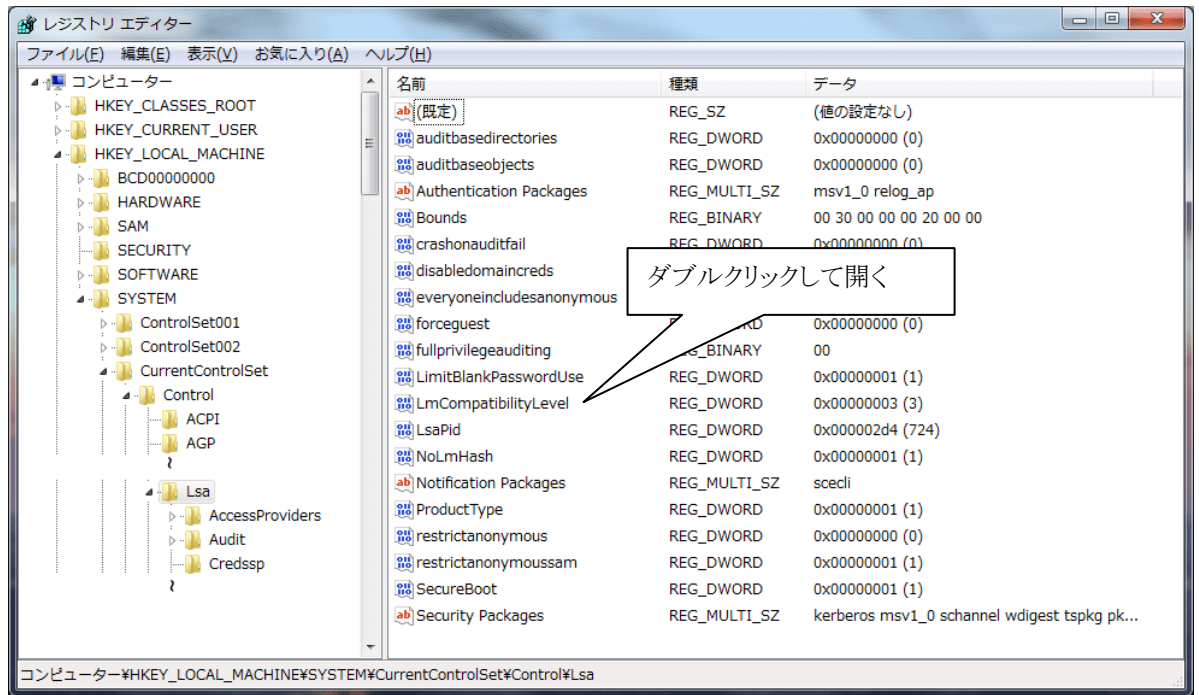 レジストリ エディター
ファイル(F) 編集(E) 表示(V) お気に入り(A) ヘルプ(H)
コンピューター
HKEY_CLASSES_ROOT
HKEY_CURRENT_USER
HKEY_LOCAL_MACHINE
BCD00000000
HARDWARE
SAM
SECURITY
SOFTWARE
SYSTEM
ControlSet001
ControlSet002
CurrentControlSet
Control
ACPI
AGP
Lsa
AccessProviders
Audit
Credssp
名前 種類 データ
(既定) REG_SZ (値の設定なし)
auditbasedirectories REG_DWORD 0x00000000 (0)
auditbaseobjects REG_DWORD 0x00000000 (0)
Authentication Packages REG_MULTI_SZ msv1_0 relog_ap
Bounds REG_BINARY 00 30 00 00 00 20 00 00
crashonauditfail REG_DWORD 0x00000000 (0)
disabledomaincreds
everyoneincludesanonymous
forceguest 0x00000000 (0)
fullprivilegeauditing REG_BINARY 00
LimitBlankPasswordUse REG_DWORD 0x00000001 (1)
LmCompatibilityLevel REG_DWORD 0x00000003 (3)
LsaPid REG_DWORD 0x000002d4 (724)
NoLmHash REG_DWORD 0x00000001 (1)
Notification Packages REG_MULTI_SZ scecli
ProductType REG_DWORD 0x00000001 (1)
restrictanonymous REG_DWORD 0x00000000 (0)
restrictanonymoussam REG_DWORD 0x00000001 (1)
SecureBoot REG_DWORD 0x00000001 (1)
Security Packages REG_MULTI_SZ kerberos msv1_0 schannel wdigest tspkg pk...
ダブルクリックして開く
コンピューター¥HKEY_LOCAL_MACHINE¥SYSTEM¥CurrentControlSet¥Control¥Lsa